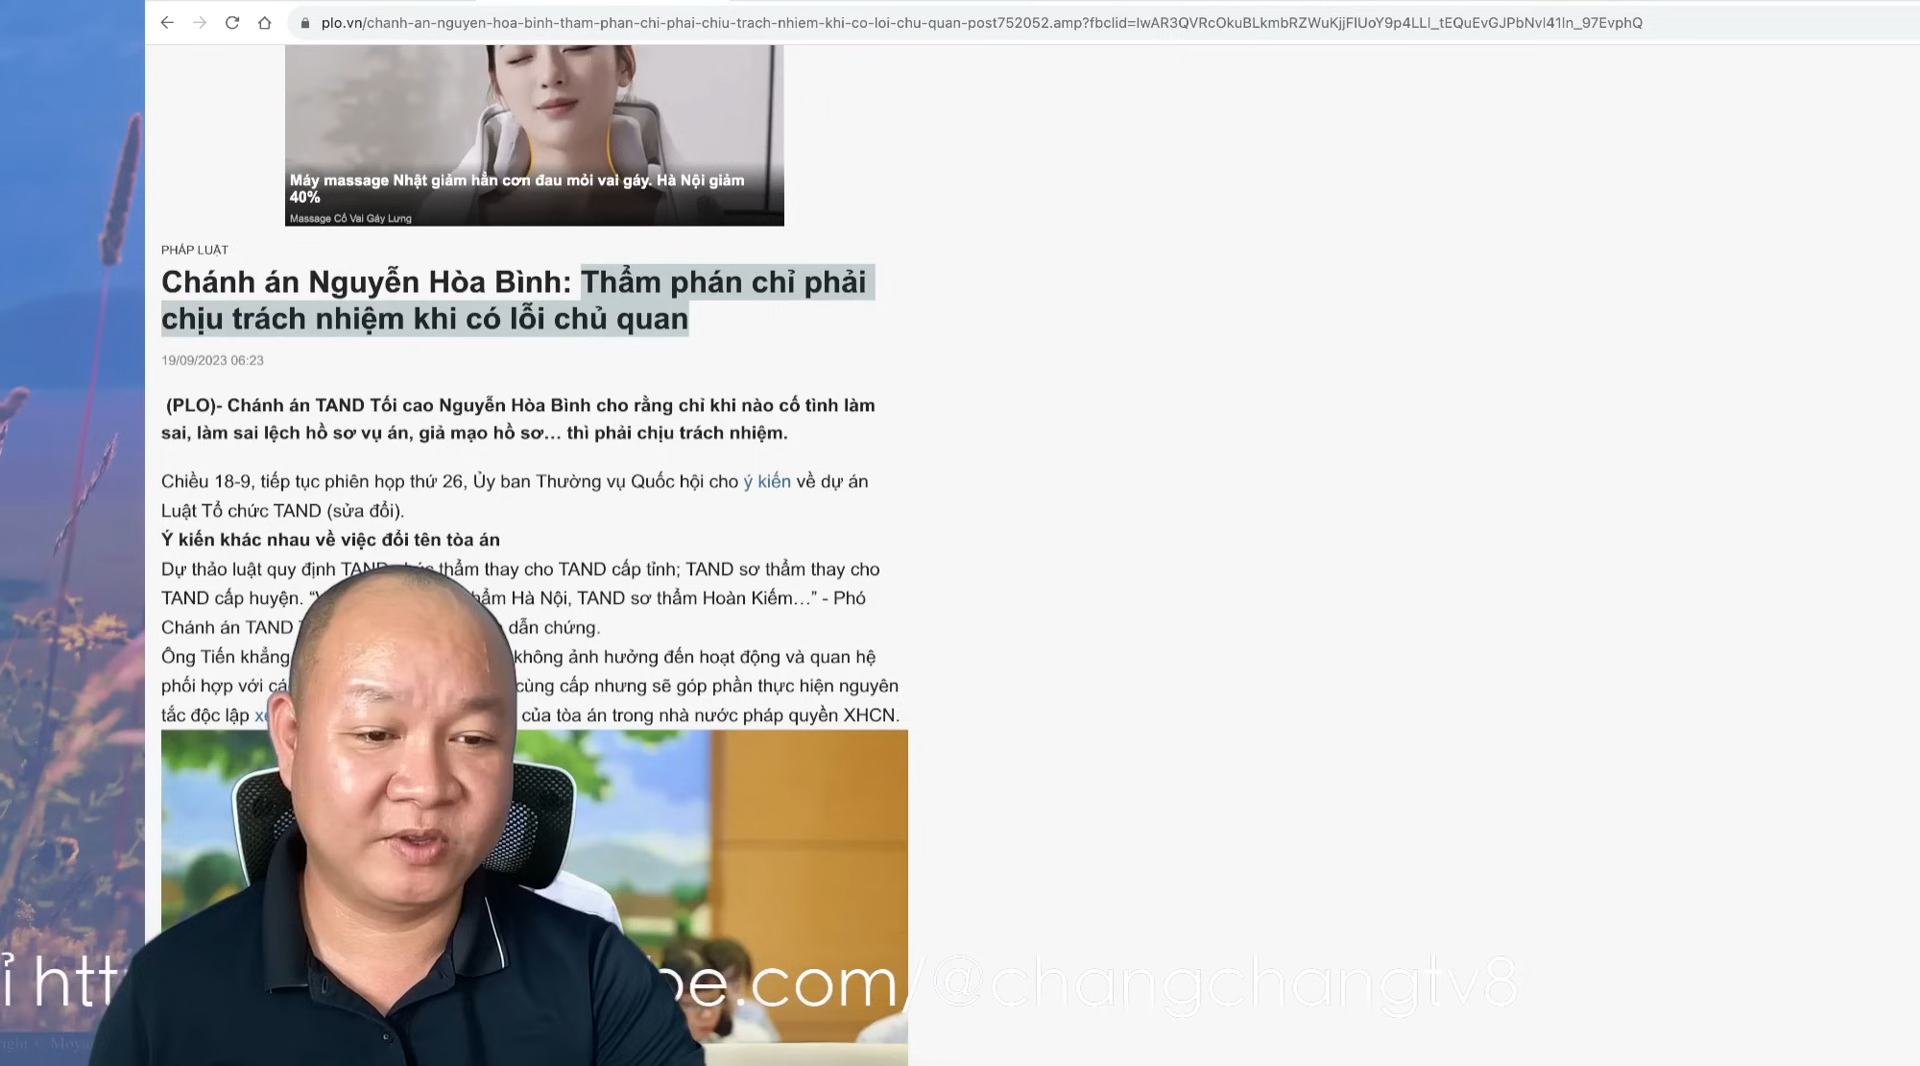 plo.vn/chanh-an-nguyen-hoa-binh-tham-phan-chi-phai-chiu-trach-nhiem-khi-co-loi-chu-quan-post752052.amp?fbclid=IwAR3QVRcOkuBLkmbRZWuKjjFIUoY9p4LLI_tEQuEvGJPbNvl41ln_97EvphQ
Máy massage Nhật giảm hẳn cơn đau mỏi vai gáy. Hà Nội giảm
40%
Massage Cổ Vai Gáy Lưng
PHÁP LUẬT
Chánh án Nguyễn Hòa Bình: Thẩm phán chỉ phải
chịu trách nhiệm khi có lỗi chủ quan
19/09/2023 06:23
(PLO)- Chánh án TAND Tối cao Nguyễn Hòa Bình cho rằng chỉ khi nào cố tình làm
sai, làm sai lệch hồ sơ vụ án, giả mạo hồ sơ... thì phải chịu trách nhiệm.
Chiều 18-9, tiếp tục phiên họp thứ 26, Ủy ban Thường vụ Quốc hội cho ý kiến về dự án
Luật Tổ chức TAND (sửa đổi).
Ý kiến khác nhau về việc đổi tên tòa án
Dự thảo luật quy định TAND thẩm thay cho TAND cấp tỉnh; TAND sơ thẩm thay cho
TAND cấp huyện. Hà Nội, TAND sơ thẩm Hoàn Kiếm...” - Phó
Chánh án TAND dẫn chứng.
Ông Tiến khẳng không ảnh hưởng đến hoạt động và quan hệ
phối hợp với cùng cấp nhưng sẽ góp phần thực hiện nguyên
tắc độc lập của tòa án trong nhà nước pháp quyền XHCN.
be.com/@changchangtv8